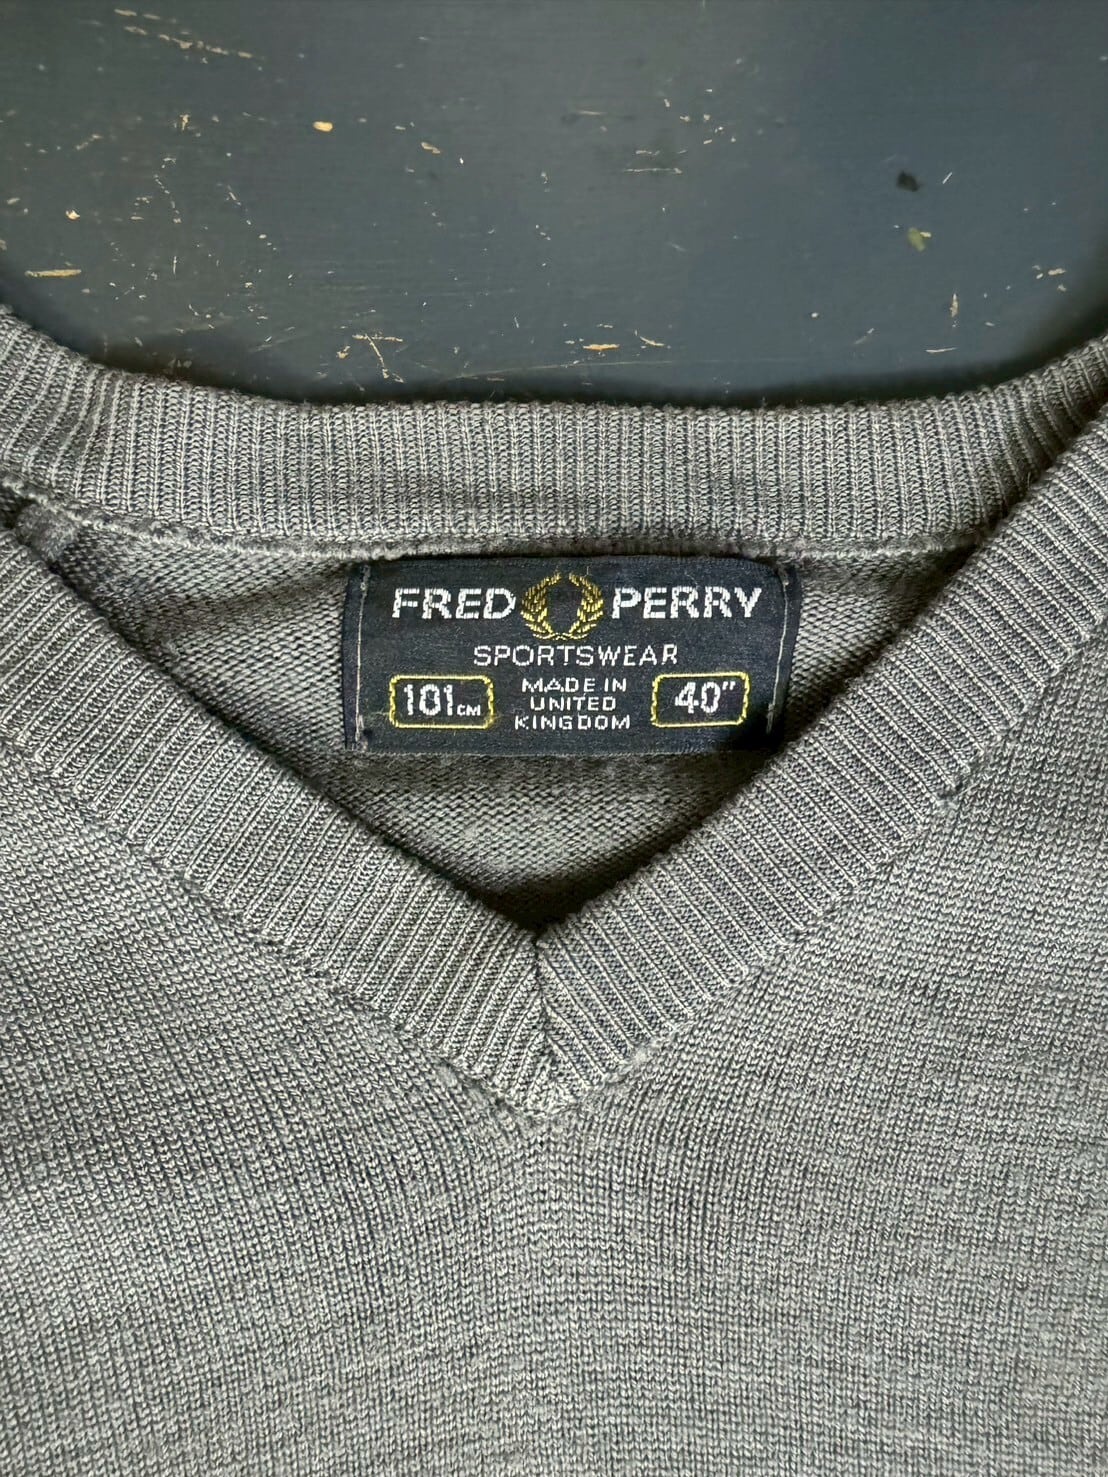 FRED PERRY
SPORTSWEAR
101CM
MADE IN
UNITED
KINGDOM
40"